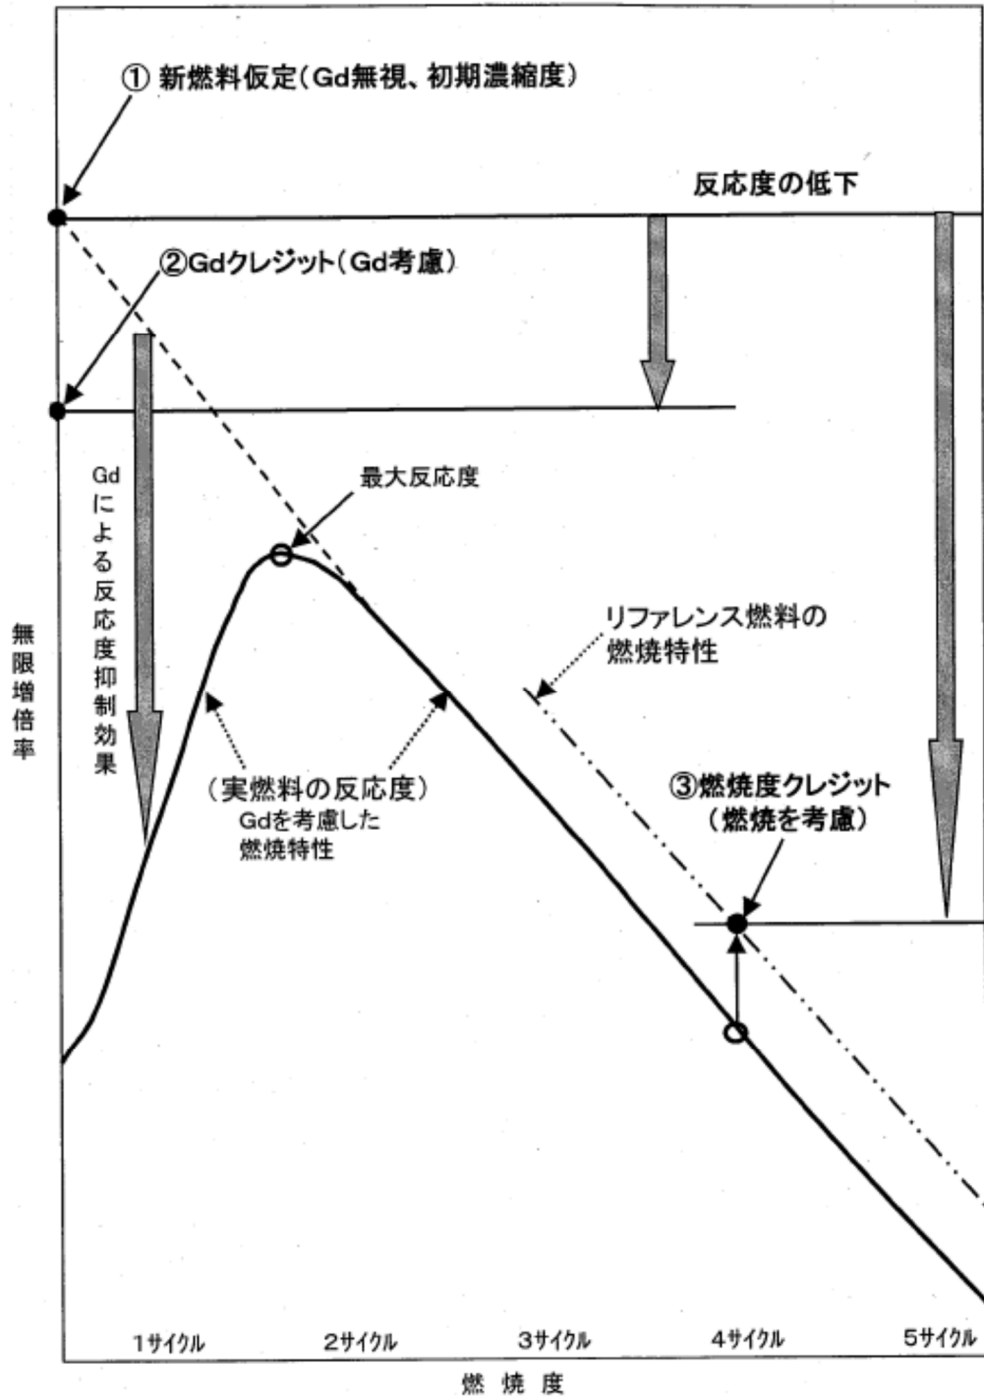 ① 新燃料仮定(Gd無視、初期濃縮度)
反応度の低下
②Gdクレジット(Gd考慮)
Gdによる反応度抑制効果
最大反応度
無限増倍率
リファレンス燃料の
燃焼特性
(実燃料の反応度)
Gdを考慮した
燃焼特性
③燃焼度クレジット
(燃焼を考慮)
1サイクル 2サイクル 3サイクル 4サイクル 5サイクル
燃焼度